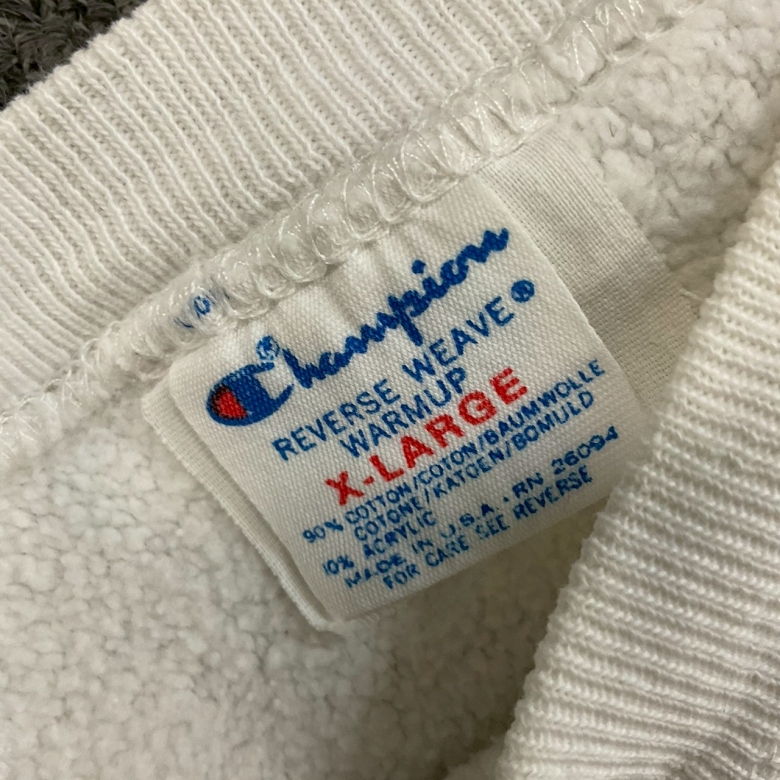 Champion®
REVERSE WEAVE®
WARMUP
X-LARGE
90% COTTON/COTON/BAUMWOLLE
COTONE/KATOEN/BOMULD
10% ACRYLIC
MADE IN U.S.A. • RN 26094
FOR CARE SEE REVERSE